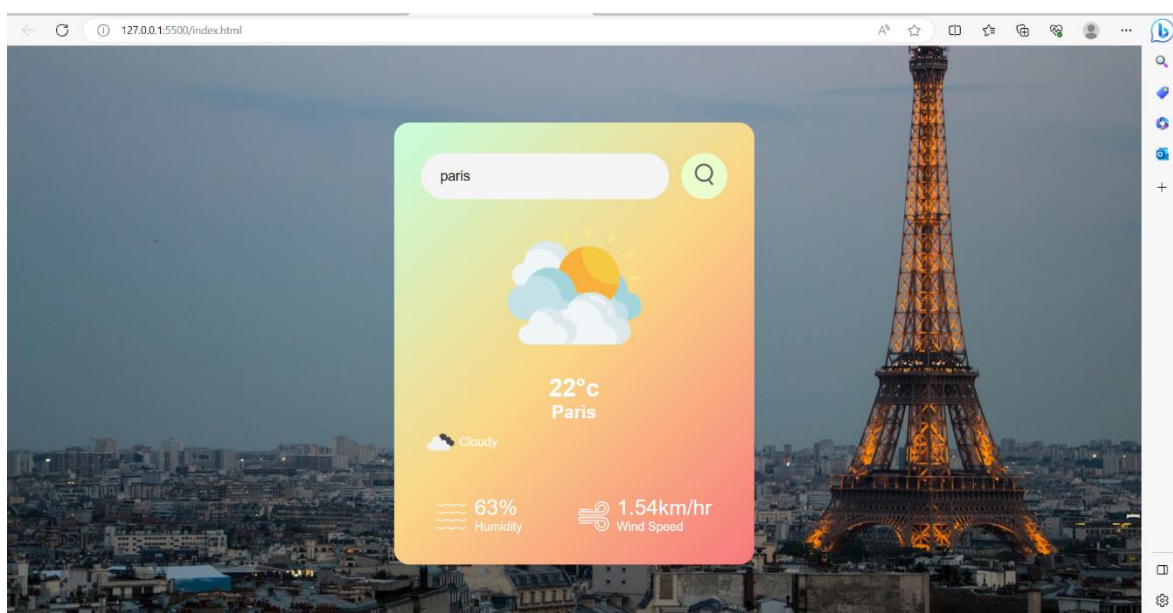 127.0.0.1:5500/index.html
paris
22°c
Paris
Cloudy
63%
Humidity
1.54km/hr
Wind Speed